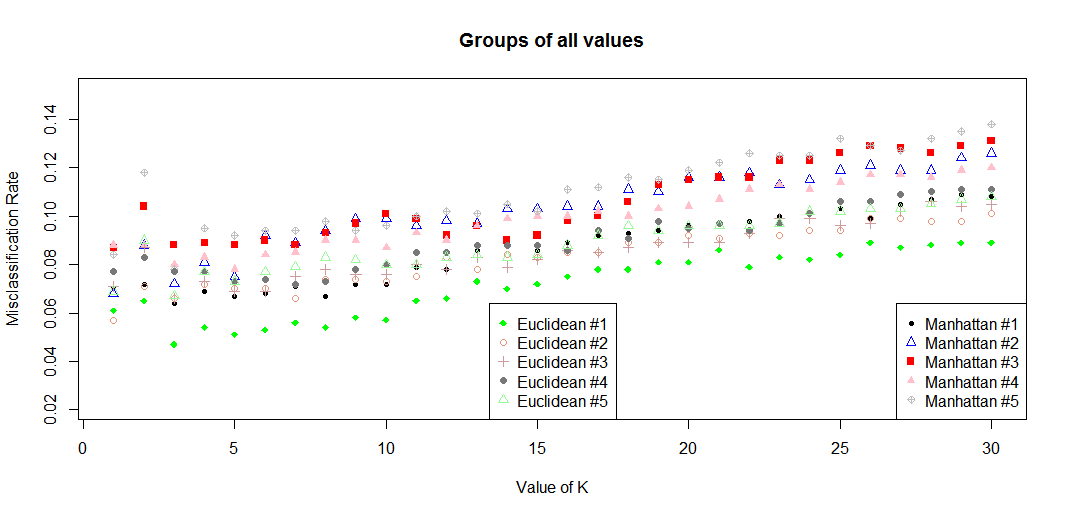 Groups of all values
Misclassification Rate
0.14
0.12
0.10
0.08
0.06
0.04
0.02
Euclidean #1
Euclidean #2
Euclidean #3
Euclidean #4
Euclidean #5
Manhattan #1
Manhattan #2
Manhattan #3
Manhattan #4
Manhattan #5
0 5 10 15 20 25 30
Value of K